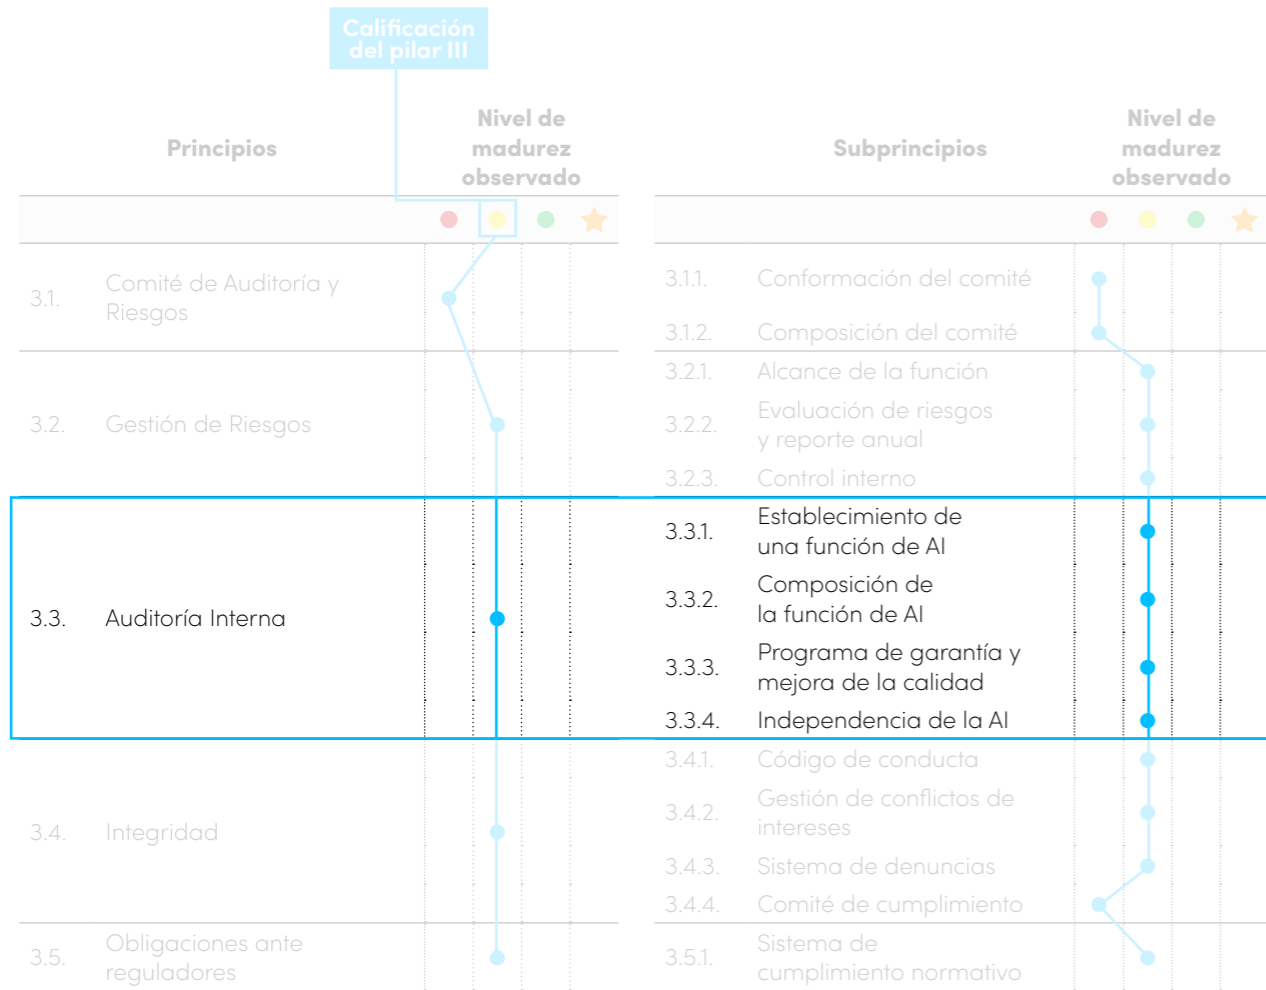 Calificación
del pilar III
Principios
Nivel de
madurez
observado
Subprincipios
Nivel de
madurez
observado
3.1. Comité de Auditoría y
Riesgos
3.1.1. Conformación del comité
3.1.2. Composición del comité
3.2. Gestión de Riesgos
3.2.1. Alcance de la función
3.2.2. Evaluación de riesgos
y reporte anual
3.2.3. Control interno
3.3. Auditoría Interna
3.3.1. Establecimiento de
una función de AI
3.3.2. Composición de
la función de AI
3.3.3. Programa de garantía y
mejora de la calidad
3.3.4. Independencia de la AI
3.4. Integridad
3.4.1. Código de conducta
3.4.2. Gestión de conflictos de
intereses
3.4.3. Sistema de denuncias
3.4.4. Comité de cumplimiento
3.5. Obligaciones ante
reguladores
3.5.1. Sistema de
cumplimiento normativo